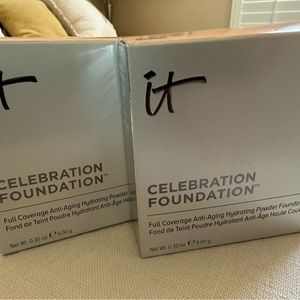 it
CELEBRATION
FOUNDATION™
Full Coverage Anti-Aging Hydrating Powder
Fond de Teint Poudre Hydratant Anti-Âge
Net Wt. 0.30 oz ℮ 9.00 g
it
CELEBRATION
FOUNDATION™
Full Coverage Anti-Aging Hydrating Powder
Fond de Teint Poudre Hydratant Anti-Âge Haute
Net Wt. 0.30 oz ℮ 9.00 g